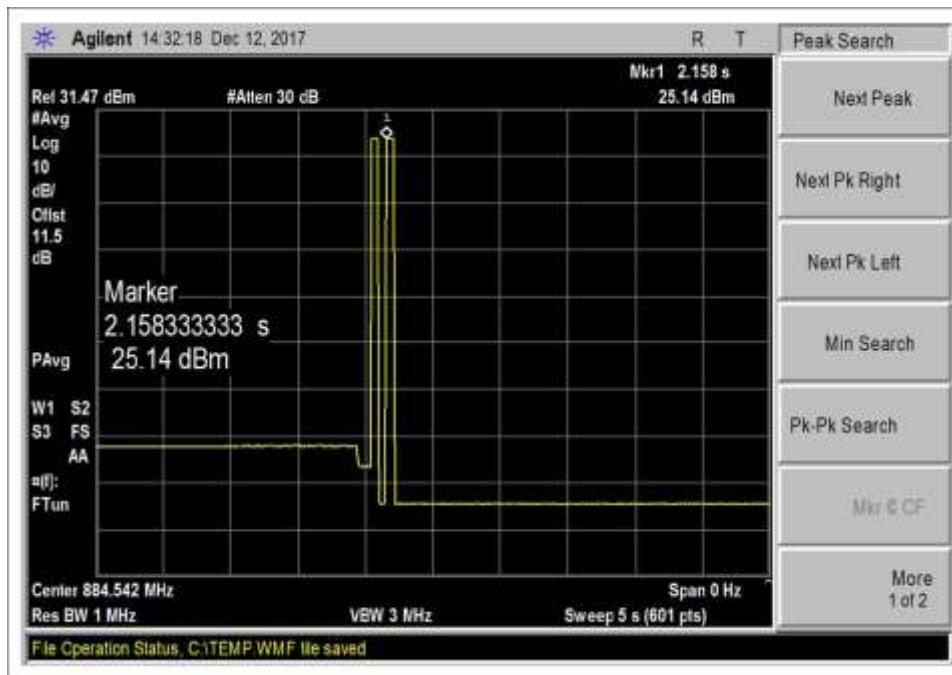 Agilent 14:32:18 Dec 12, 2017
R T
Peak Search
Mkr1 2.158 s
Ref 31.47 dBm #Atten 30 dB 25.14 dBm
#Avg
Log
10
dB/
Offst
11.5
dB
1
Marker
2.158333333 s
25.14 dBm
PAvg
W1 S2
S3 FS
AA
¤(f):
FTun
Center 884.542 MHz Span 0 Hz
Res BW 1 MHz VBW 3 MHz Sweep 5 s (601 pts)
File Operation Status, C:\TEMP.WMF file saved
Next Peak
Next Pk Right
Next Pk Left
Min Search
Pk-Pk Search
Mkr © CF
More
1 of 2